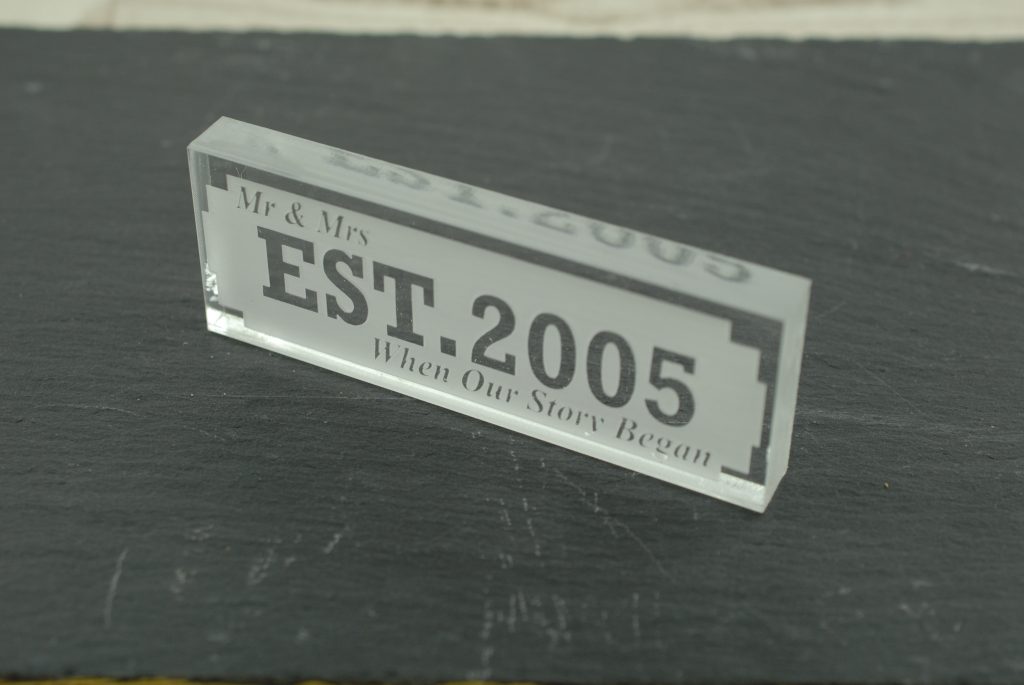 Mr & Mrs
EST.2005
When Our Story Began